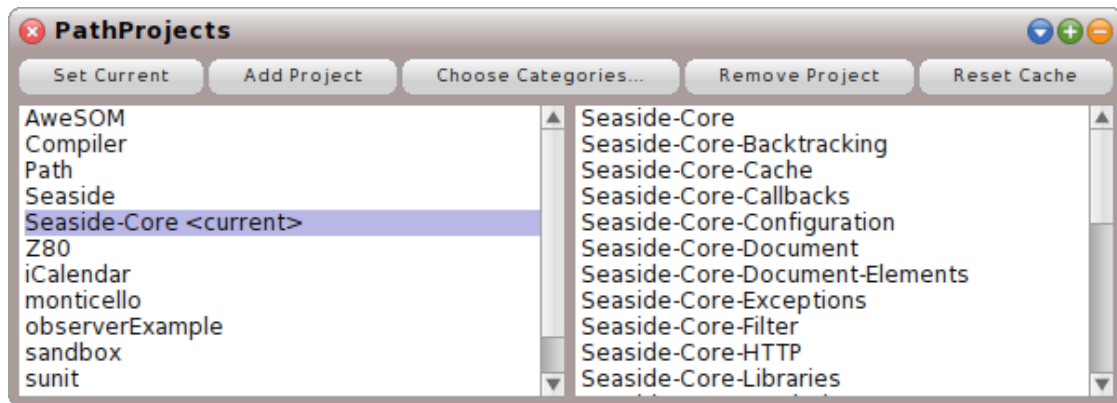 PathProjects
Set Current Add Project Choose Categories... Remove Project Reset Cache
AweSOM
Compiler
Path
Seaside
Seaside-Core <current>
Z80
iCalendar
monticello
observerExample
sandbox
sunit
Seaside-Core
Seaside-Core-Backtracking
Seaside-Core-Cache
Seaside-Core-Callbacks
Seaside-Core-Configuration
Seaside-Core-Document
Seaside-Core-Document-Elements
Seaside-Core-Exceptions
Seaside-Core-Filter
Seaside-Core-HTTP
Seaside-Core-Libraries